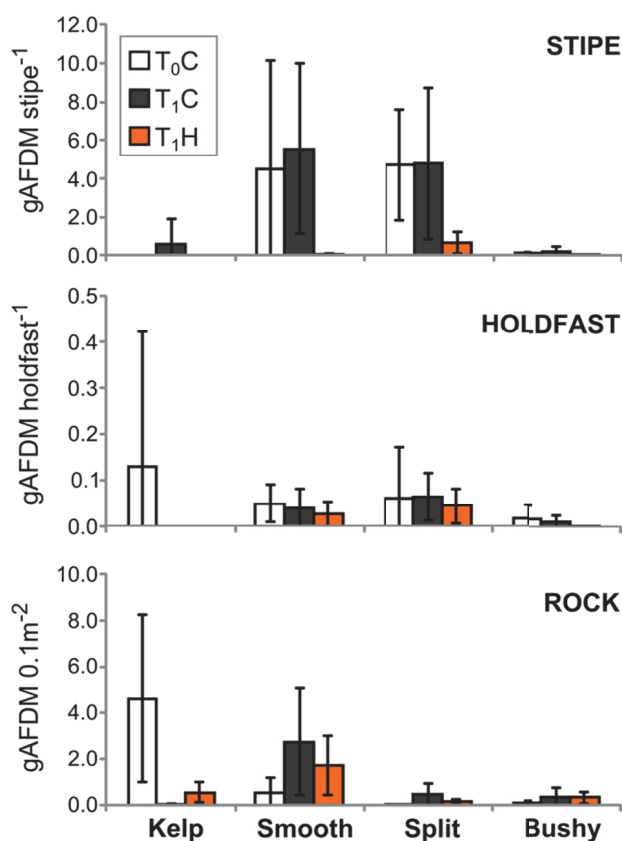 STIPE
gAFDM stipe⁻¹
12.0
10.0
8.0
6.0
4.0
2.0
0.0
T₀C
T₁C
T₁H
HOLDFAST
gAFDM holdfast⁻¹
0.5
0.4
0.3
0.2
0.1
0.0
ROCK
gAFDM 0.1m⁻²
10.0
8.0
6.0
4.0
2.0
0.0
Kelp Smooth Split Bushy